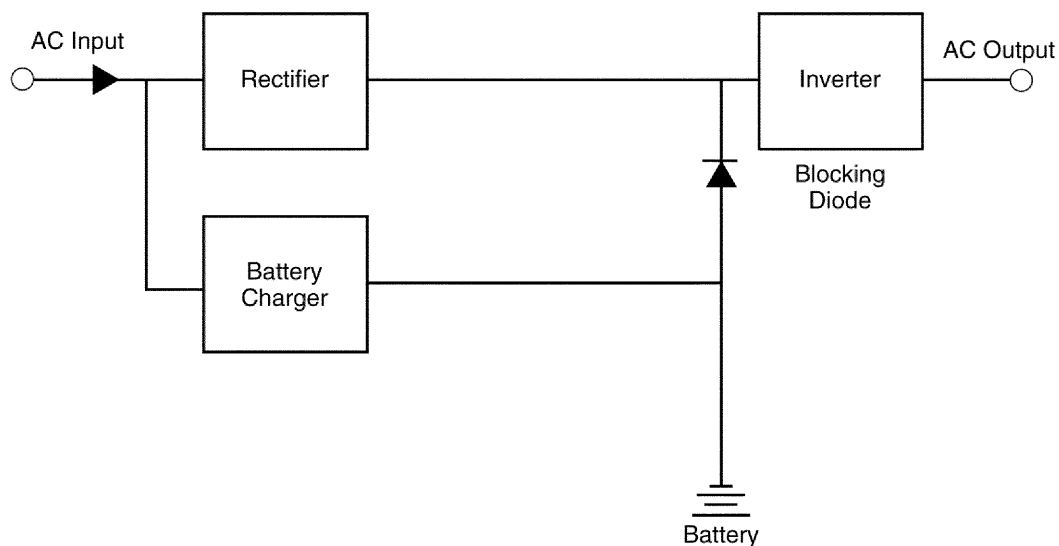 AC Input
Rectifier
Inverter
AC Output
Blocking
Diode
Battery
Charger
Battery